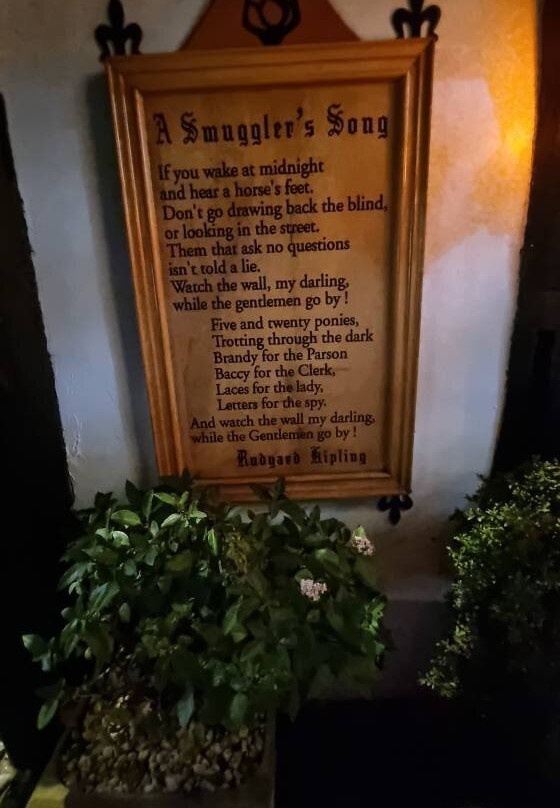 A Smuggler's Song
If you wake at midnight
and hear a horse's feet.
Don't go drawing back the blind,
or looking in the street.
Them that ask no questions
isn't told a lie.
Watch the wall, my darling,
while the gentlemen go by !
Five and twenty ponies,
Trotting through the dark
Brandy for the Parson
Baccy for the Clerk,
Laces for the lady,
Letters for the spy.
And watch the wall my darling,
while the Gentlemen go by !
Rudyard Kipling